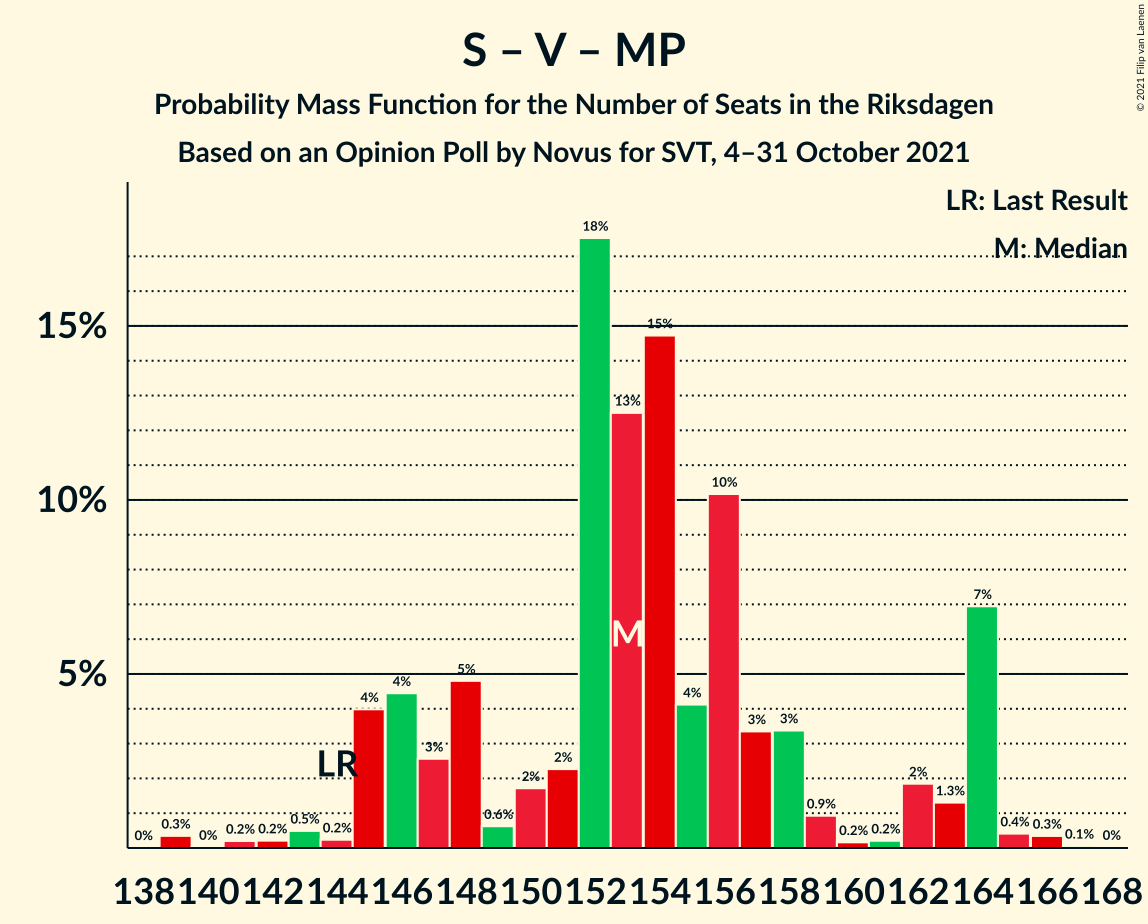 S – V – MP
Probability Mass Function for the Number of Seats in the Riksdagen
Based on an Opinion Poll by Novus for SVT, 4–31 October 2021
© 2021 Filip van Laenen
LR: Last Result
M: Median
15%
10%
5%
0% 0.3% 0% 0.2% 0.2% 0.5% 0.2% 4% 4% 3% 5% 0.6% 2% 2% 18% 13% 15% 4% 10% 3% 3% 0.9% 0.2% 0.2% 2% 1.3% 7% 0.4% 0.3% 0.1% 0%
LR
M
138 140 142 144 146 148 150 152 154 156 158 160 162 164 166 168